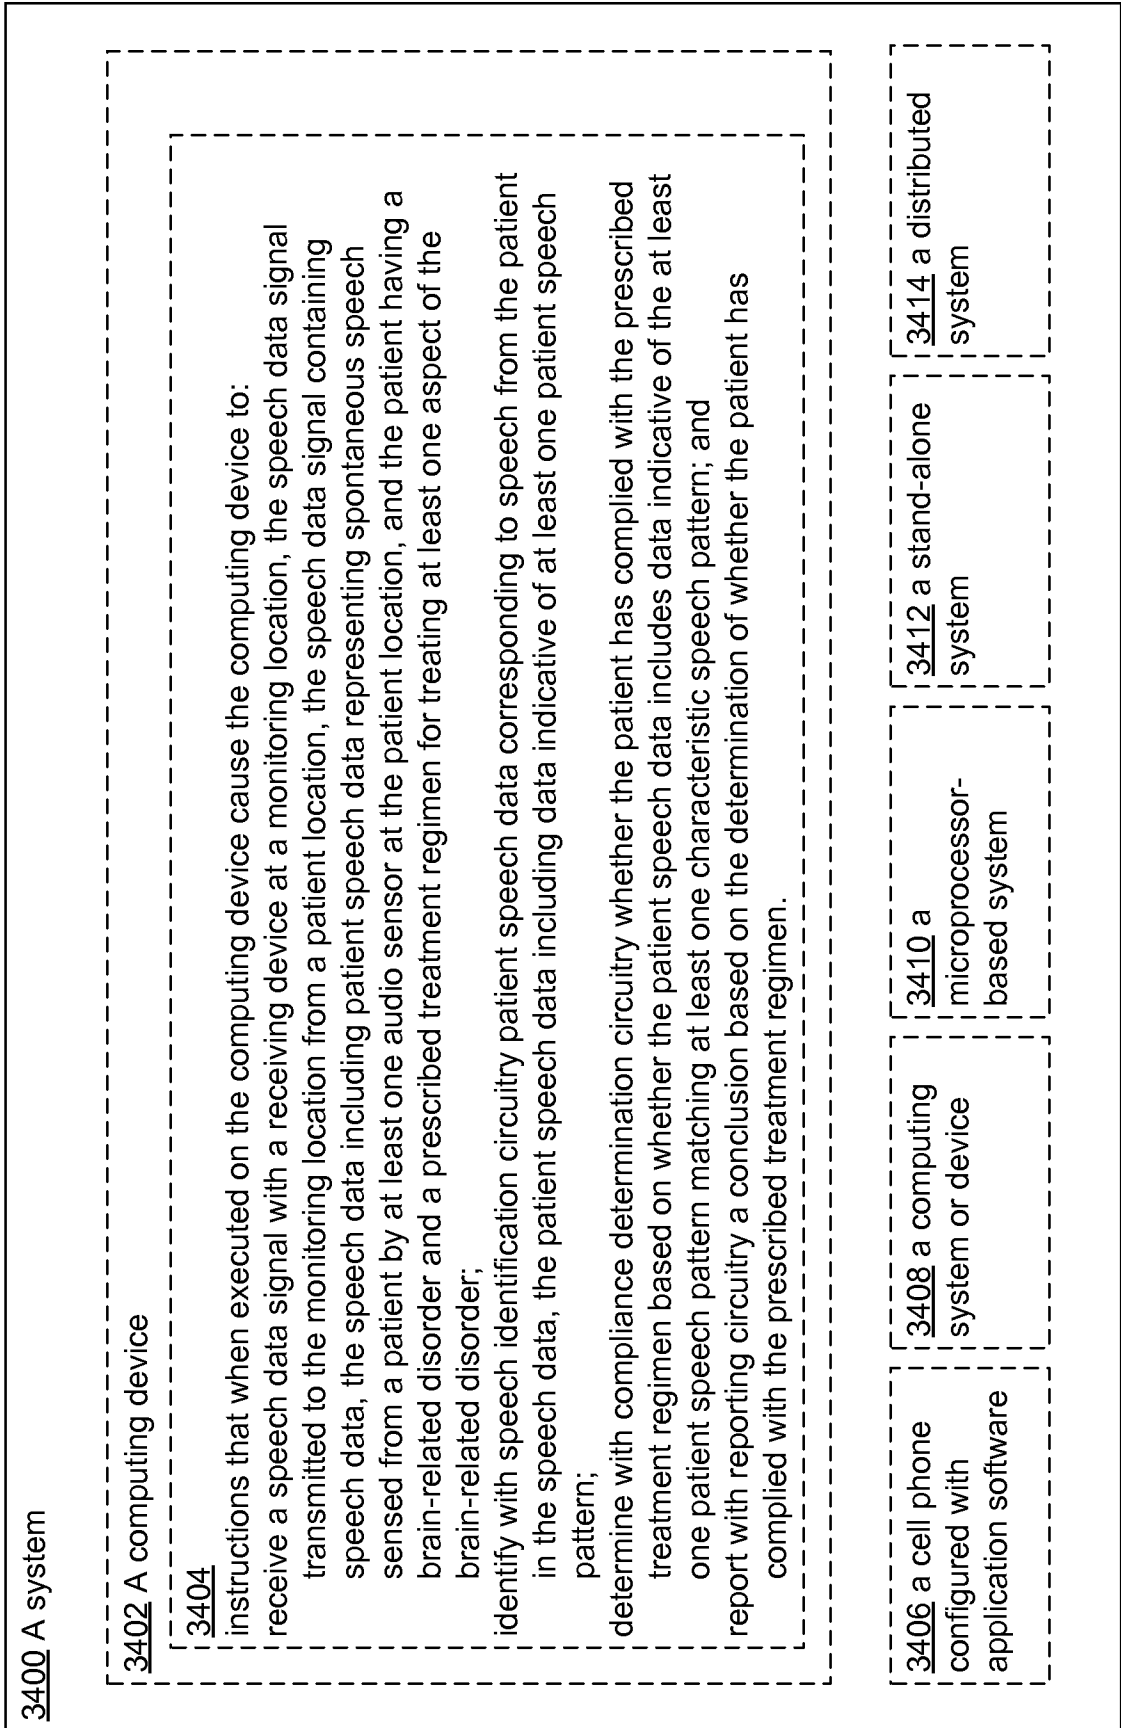 3400 A system
3402 A computing device
3404
instructions that when executed on the computing device cause the computing device to:
receive a speech data signal with a receiving device at a monitoring location, the speech data signal
transmitted to the monitoring location from a patient location, the speech data signal containing
speech data, the speech data including patient speech data representing spontaneous speech
sensed from a patient by at least one audio sensor at the patient location, and the patient having a
brain-related disorder and a prescribed treatment regimen for treating at least one aspect of the
brain-related disorder;
identify with speech identification circuitry patient speech data corresponding to speech from the patient
in the speech data, the patient speech data including data indicative of at least one patient speech
pattern;
determine with compliance determination circuitry whether the patient has complied with the prescribed
treatment regimen based on whether the patient speech data includes data indicative of the at least
one patient speech pattern matching at least one characteristic speech pattern; and
report with reporting circuitry a conclusion based on the determination of whether the patient has
complied with the prescribed treatment regimen.
3406 a cell phone
configured with
application software
3408 a computing
system or device
3410 a
microprocessor-
based system
3412 a stand-alone
system
3414 a distributed
system